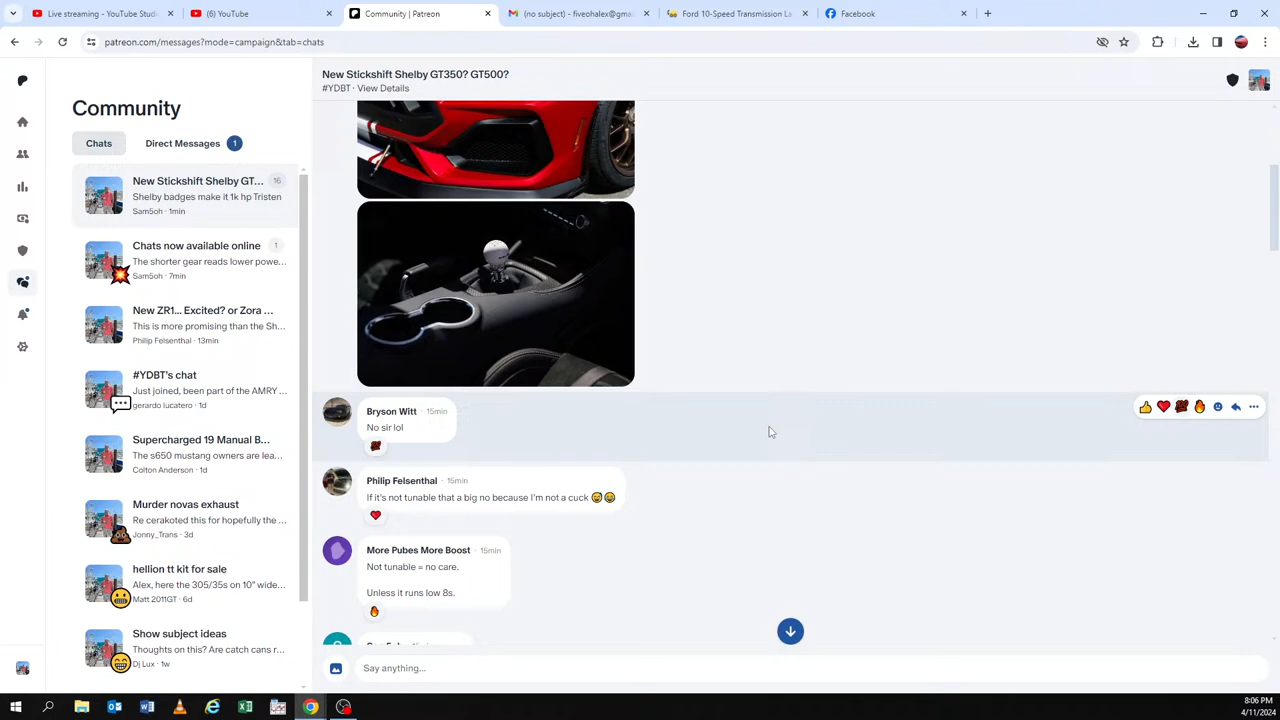 Live streaming - YouTube Studi
(6) YouTube
Community | Patreon
(no subject) - fiveohalex@gmai
Ford 10-Speed Transmission La
Facebook
patreon.com/messages?mode=campaign&tab=chats
Community
Chats
Direct Messages 1
New Stickshift Shelby GT... 16
Shelby badges make it 1k hp Tristen
Sam5oh · 1min
Chats now available online 1
The shorter gear reads lower powe...
Sam5oh · 7min
New ZR1... Excited? or Zora ...
This is more promising than the Sh...
Philip Felsenthal · 13min
#YDBT's chat
Just joined, been part of the AMRY ...
gerardo lucatero · 1d
Supercharged 19 Manual B...
The s650 mustang owners are lea...
Colton Anderson · 1d
Murder novas exhaust
Re cerakoted this for hopefully the ...
Jonny_Trans · 3d
hellion tt kit for sale
Alex, here the 305/35s on 10" wide...
Matt 2011GT · 6d
Show subject ideas
Thoughts on this? Are catch cans r...
Dj Lux · 1w
New Stickshift Shelby GT350? GT500?
#YDBT · View Details
Bryson Witt · 15min
No sir lol
Philip Felsenthal · 15min
If it's not tunable that a big no because I'm not a cuck 😄😂
More Pubes More Boost · 15min
Not tunable = no care.
Unless it runs low 8s.
Say anything...
8:06 PM
4/11/2024